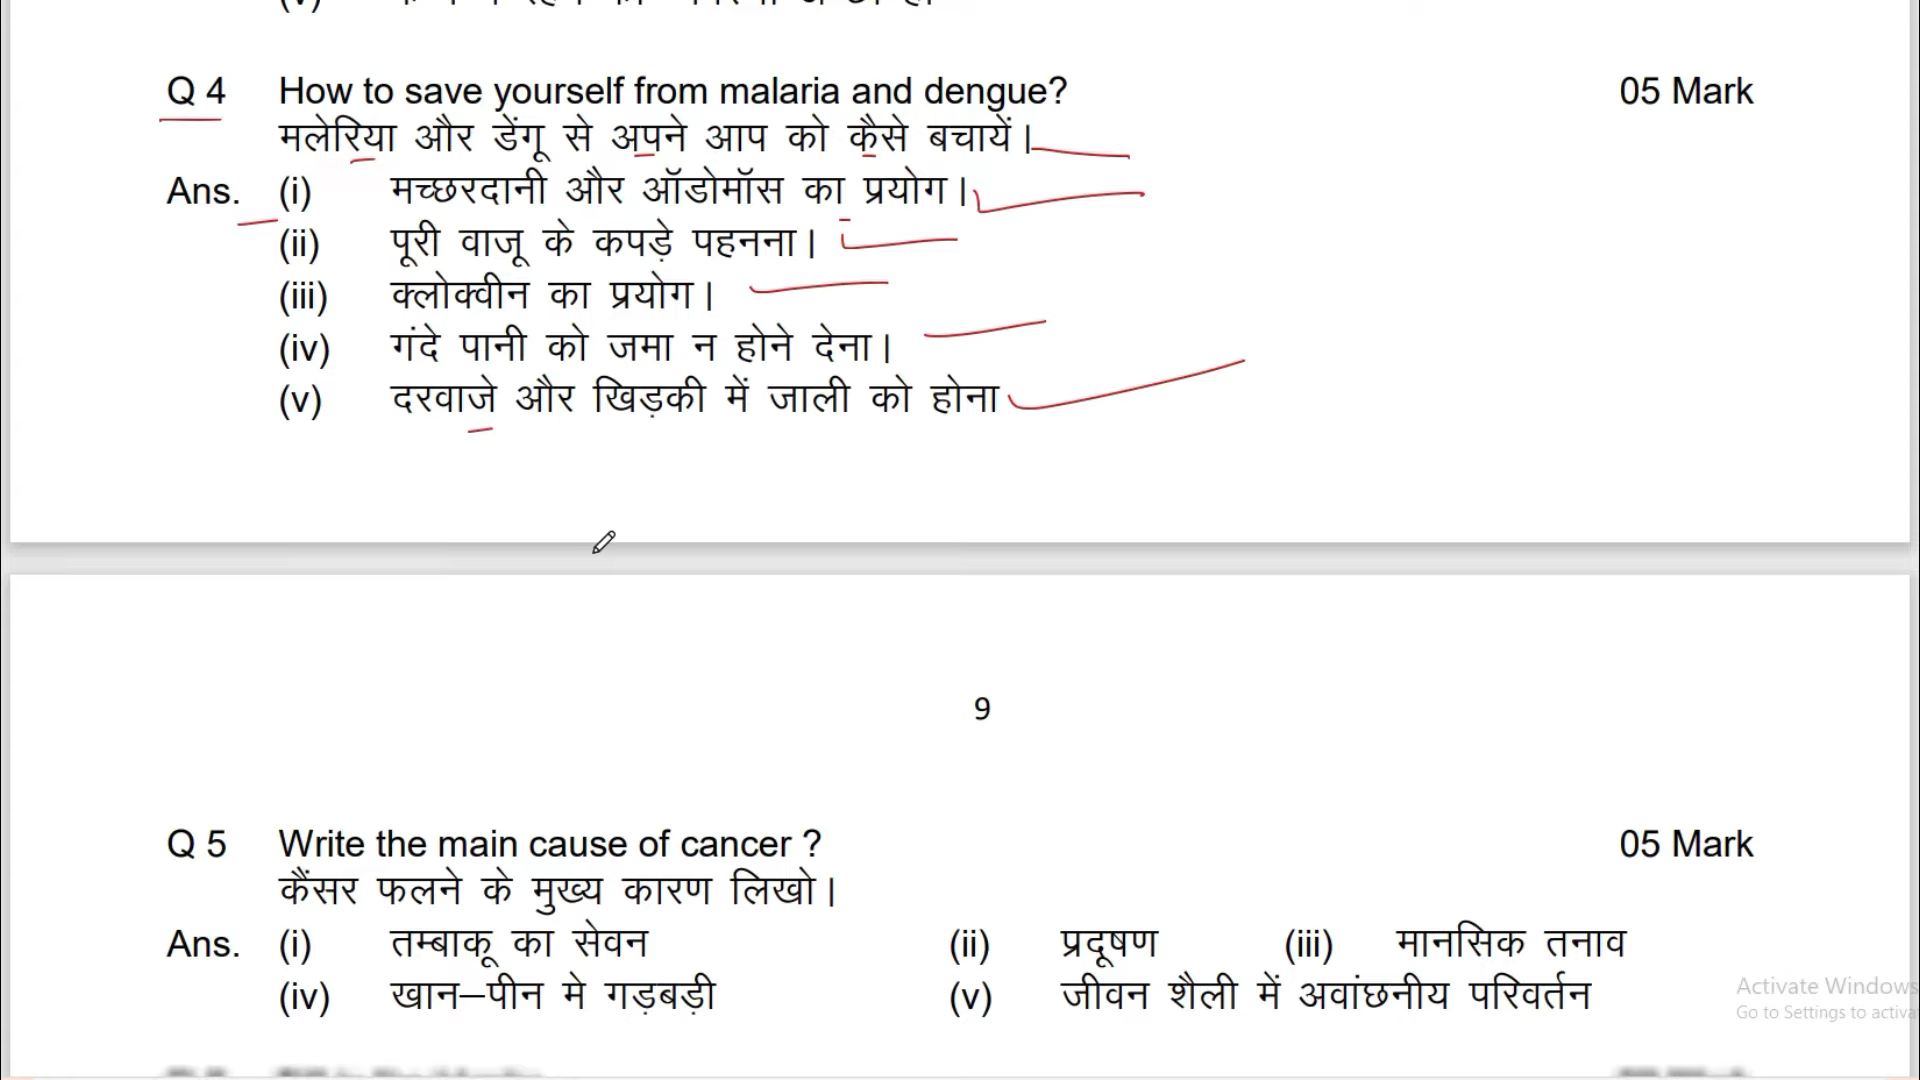 Q 4 How to save yourself from malaria and dengue? 05 Mark
मलेरिया और डेंगू से अपने आप को कैसे बचायें।
Ans. (i) मच्छरदानी और ऑडोमॉस का प्रयोग।
(ii) पूरी वाजू के कपड़े पहनना।
(iii) क्लोक्वीन का प्रयोग।
(iv) गंदे पानी को जमा न होने देना।
(v) दरवाजे और खिड़की में जाली को होना
9
Q 5 Write the main cause of cancer ? 05 Mark
कैंसर फलने के मुख्य कारण लिखो।
Ans. (i) तम्बाकू का सेवन (ii) प्रदूषण (iii) मानसिक तनाव
(iv) खान–पीन मे गड़बड़ी (v) जीवन शैली में अवांछनीय परिवर्तन
Activate Windows
Go to Settings to activa